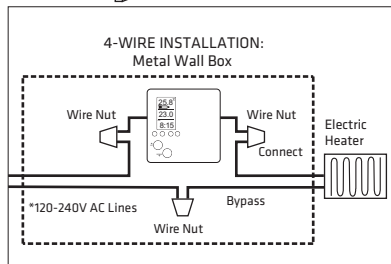 4-WIRE INSTALLATION:
Metal Wall Box
25.8°
23.0
8:15
Wire Nut
Wire Nut
Electric
Heater
Connect
*120-240V AC Lines
Bypass
Wire Nut